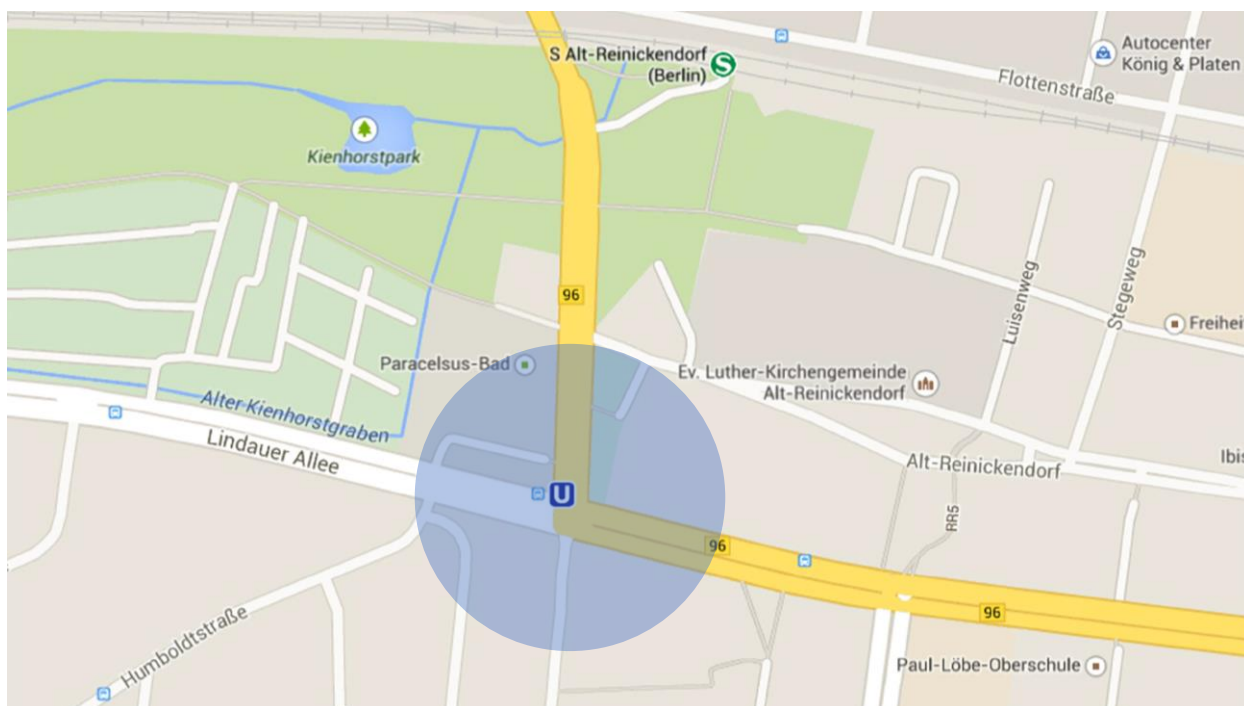 S Alt-Reinickendorf
(Berlin)
S
Autocenter
König & Platen
Flottenstraße
Kienhorstpark
96
Luisenweg
Stegeweg
Freihei
Paracelsus-Bad
Ev. Luther-Kirchengemeinde
Alt-Reinickendorf
Alter Kienhorstgraben
Lindauer Allee
Alt-Reinickendorf
Ibis
U
RR5
96
96
Humboldtstraße
Paul-Löbe-Oberschule